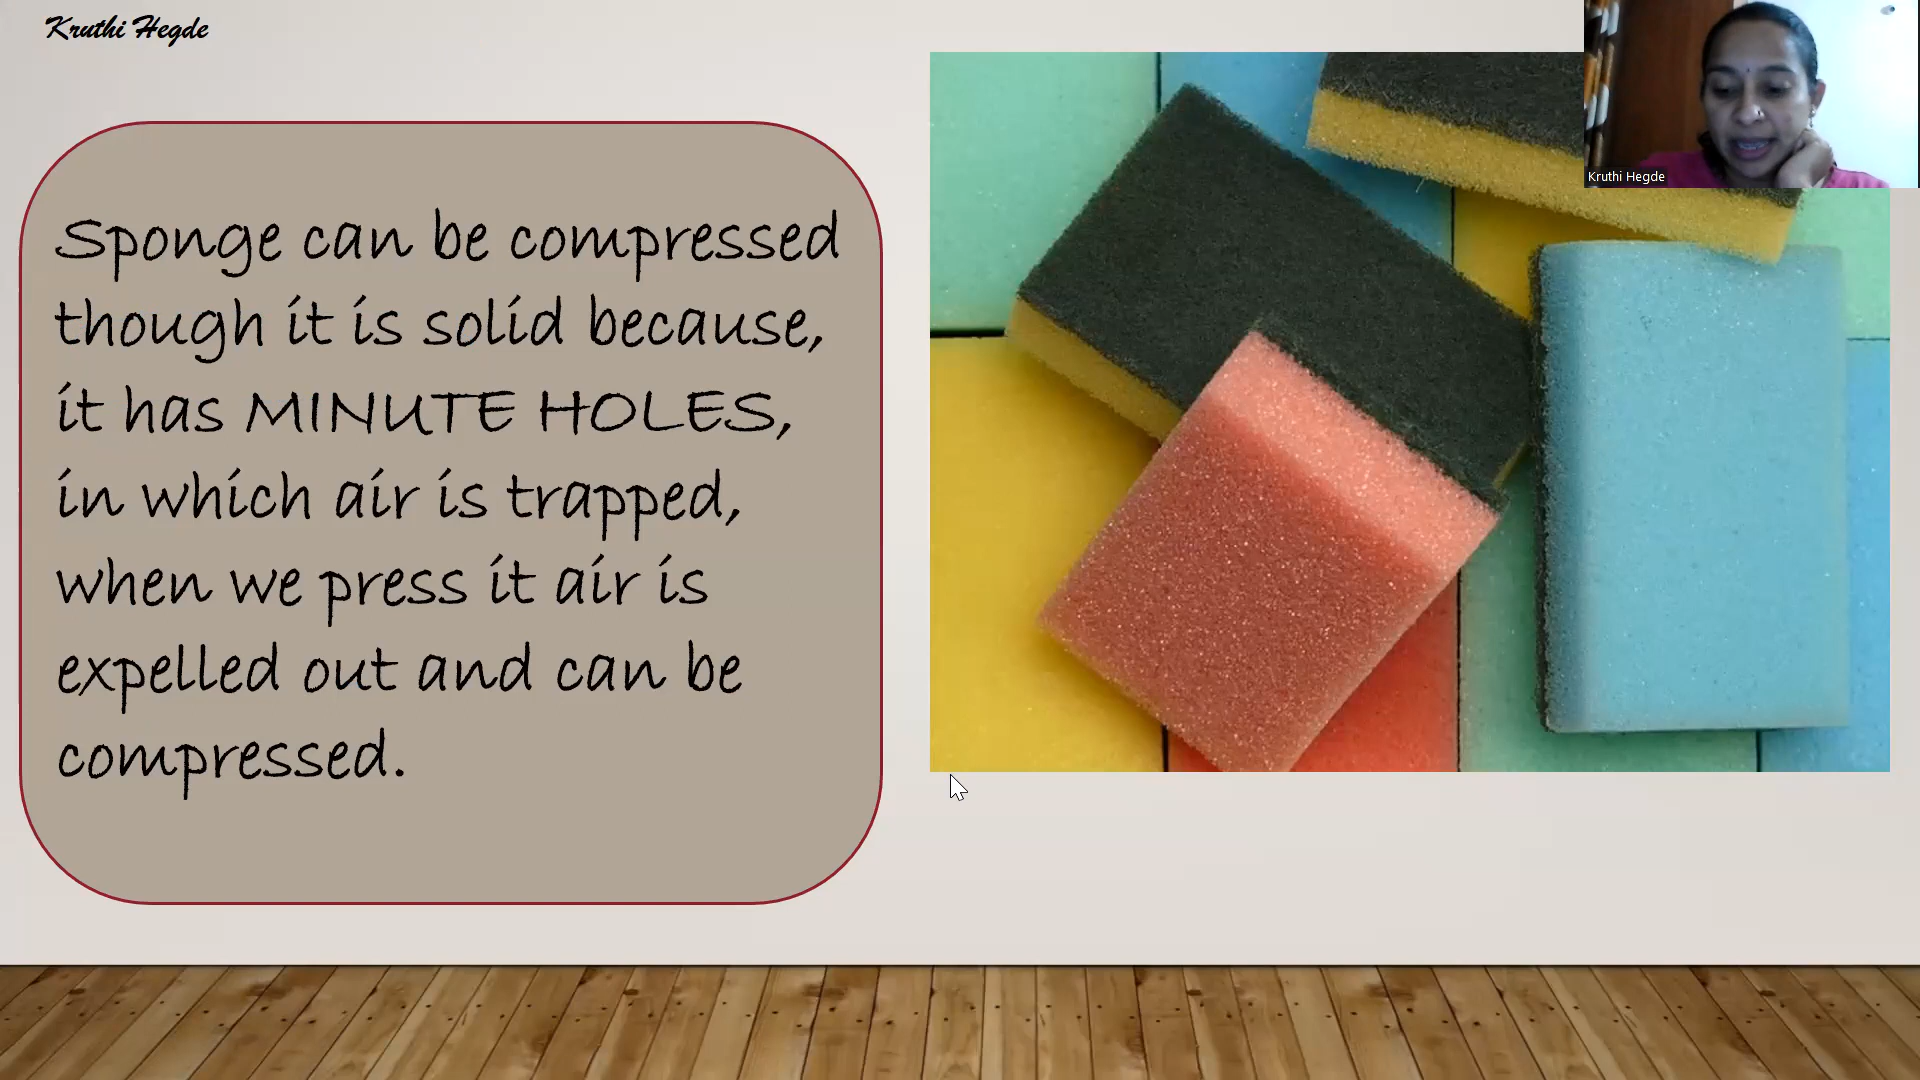 Kruthi Hegde
Sponge can be compressed
though it is solid because,
it has MINUTE HOLES,
in which air is trapped,
when we press it air is
expelled out and can be
compressed.
Kruthi Hegde